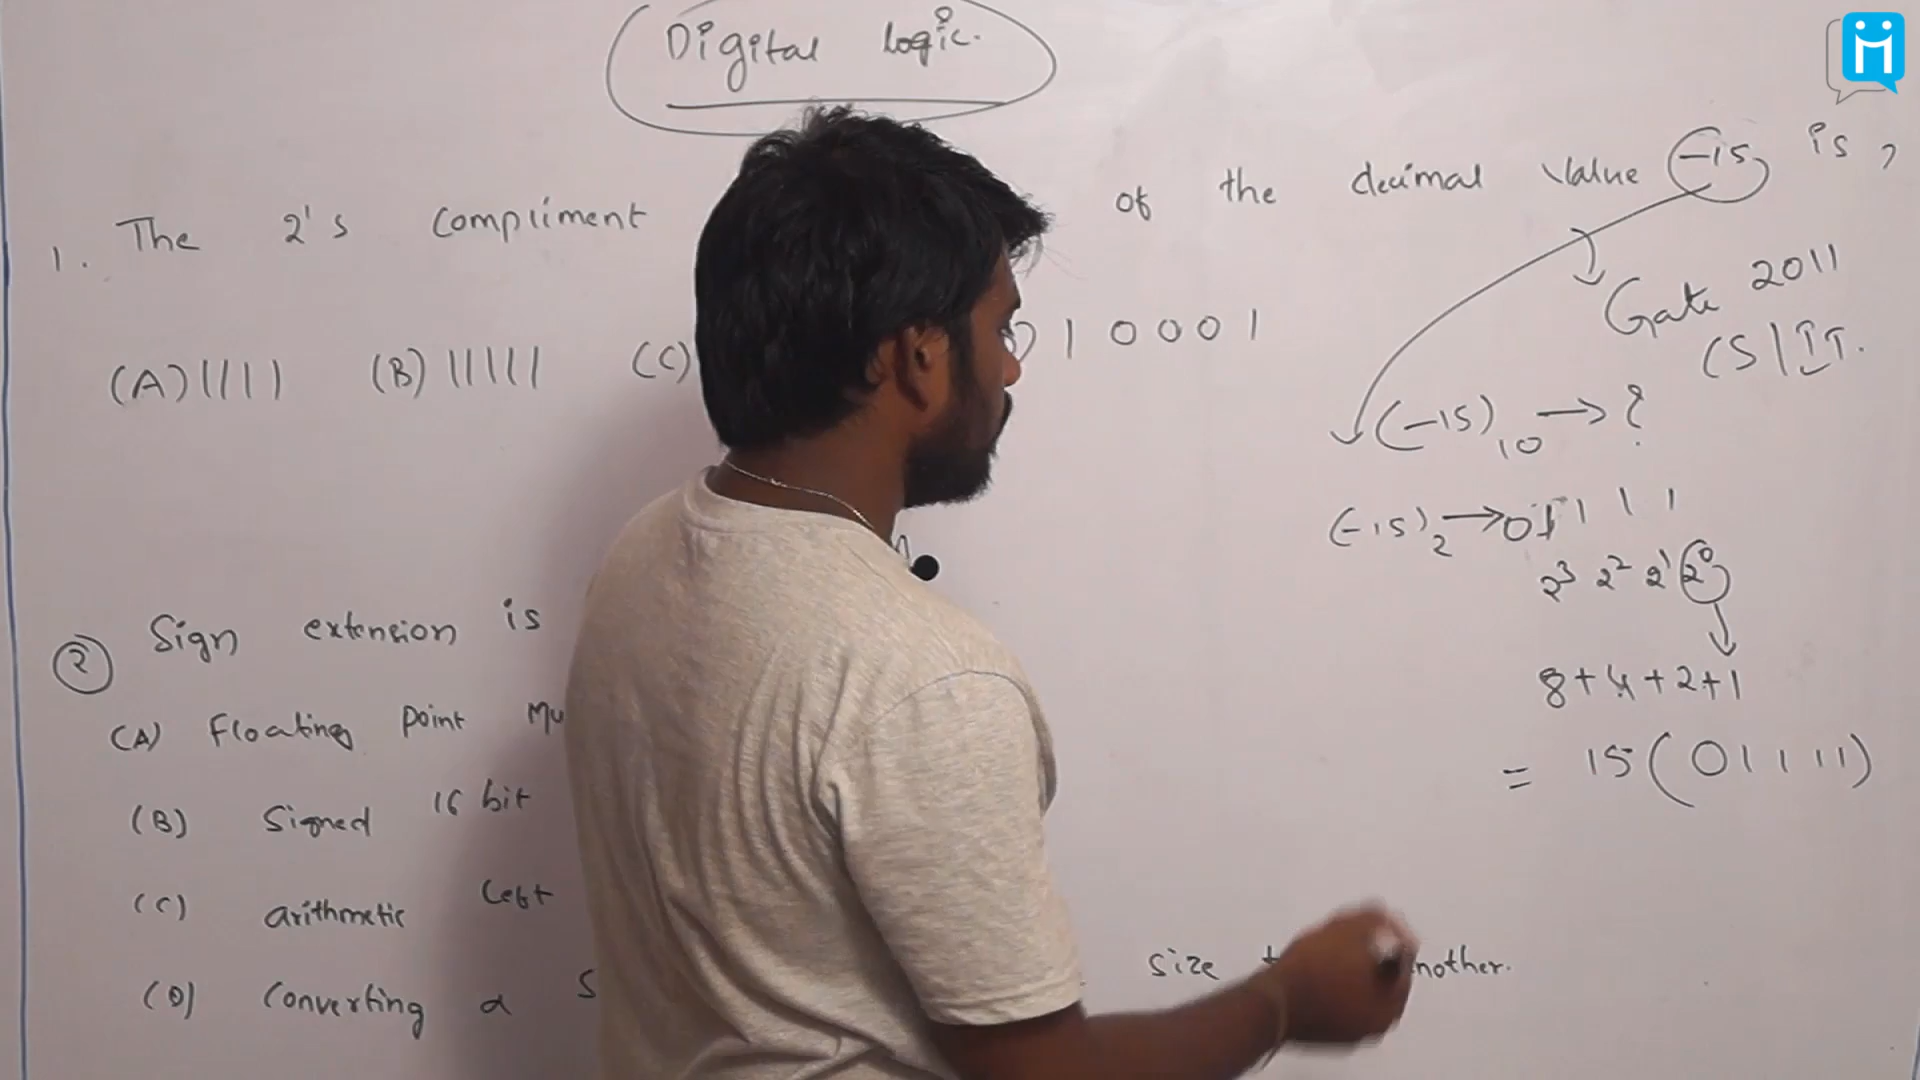 Digital logic.
1. The 2's compliment of the decimal value -15 is,
(A) 1111 (B) 11111 (C) ) 10001
Gate 2011
CS|IT.
(-15)10 → ?
(-15)2 → 01111
2³ 2² 2¹ 2⁰
8+4+2+1
= 15 (01111)
② Sign extension is
(A) Floating point Mu
(B) Signed 16 bit
(C) arithmetic Left
(D) Converting a S size t nother.